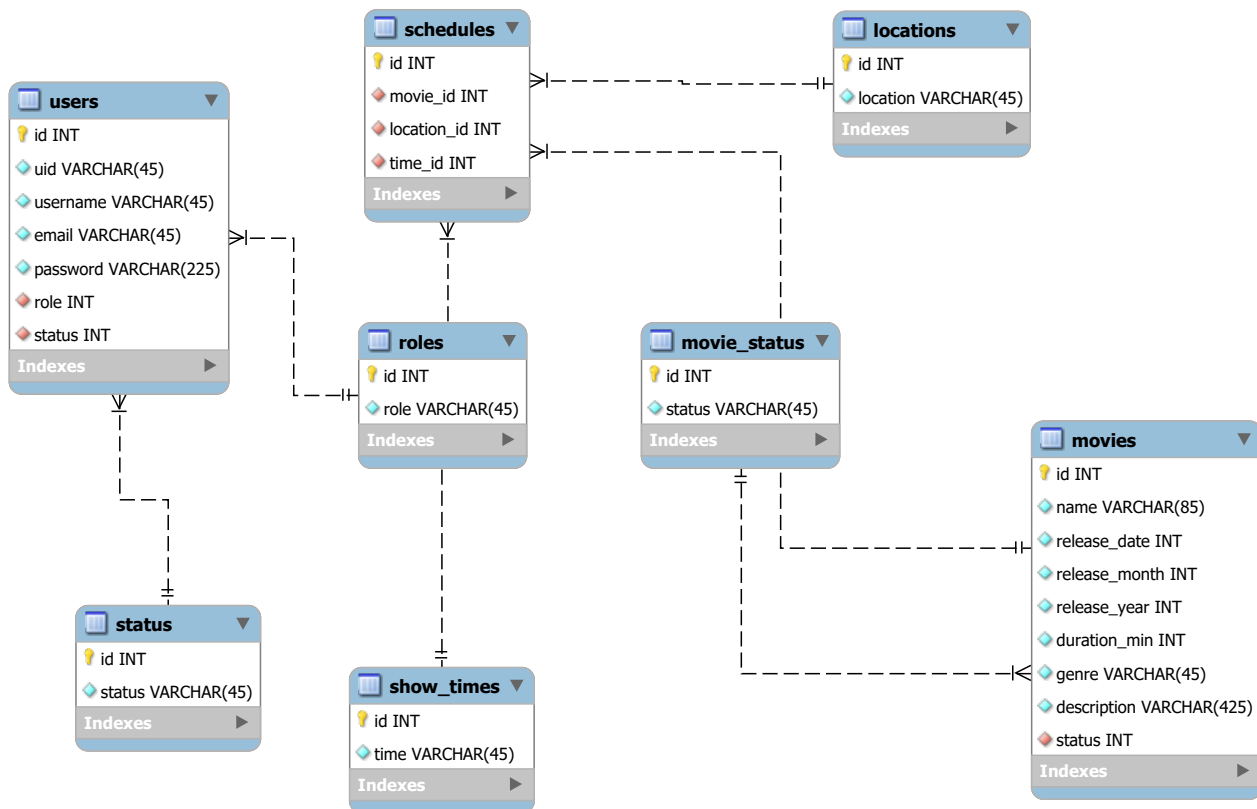 users
id INT
uid VARCHAR(45)
username VARCHAR(45)
email VARCHAR(45)
password VARCHAR(225)
role INT
status INT
Indexes
schedules
id INT
movie_id INT
location_id INT
time_id INT
Indexes
locations
id INT
location VARCHAR(45)
Indexes
roles
id INT
role VARCHAR(45)
Indexes
movie_status
id INT
status VARCHAR(45)
Indexes
movies
id INT
name VARCHAR(85)
release_date INT
release_month INT
release_year INT
duration_min INT
genre VARCHAR(45)
description VARCHAR(425)
status INT
Indexes
status
id INT
status VARCHAR(45)
Indexes
show_times
id INT
time VARCHAR(45)
Indexes